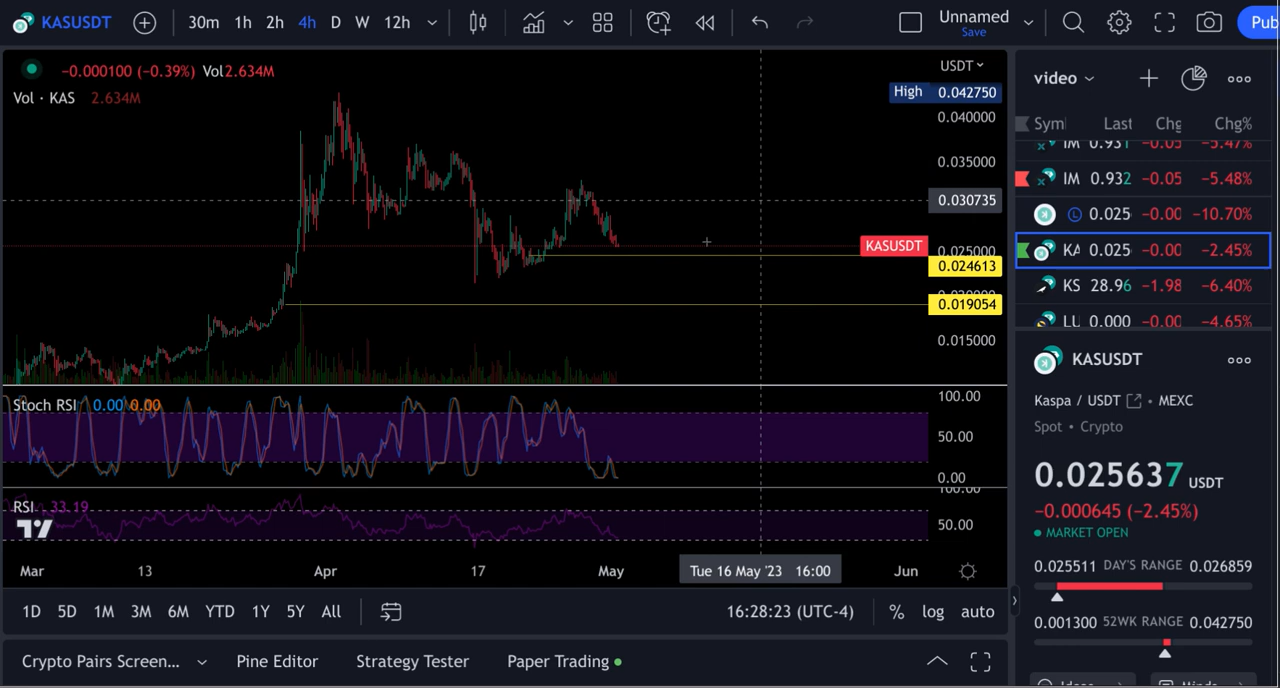 KASUSDT 30m 1h 2h 4h D W 12h Unnamed Save Pub
−0.000100 (−0.39%) Vol2.634M
Vol · KAS 2.634M
USDT
High 0.042750
0.040000
0.035000
0.030735
KASUSDT
0.025000
0.024613
0.019054
0.015000
Stoch RSI 0.00 0.00
100.00
50.00
0.00
RSI 33.19
100.00
50.00
Mar 13 Apr 17 May Tue 16 May '23 16:00 Jun
1D 5D 1M 3M 6M YTD 1Y 5Y All 16:28:23 (UTC-4) % log auto
Crypto Pairs Screen... Pine Editor Strategy Tester Paper Trading
video
Sym Last Chg Chg%
IM 0.931 −0.05 −5.47%
IM 0.932 −0.05 −5.48%
L 0.025 −0.00 −10.70%
KA 0.025 −0.00 −2.45%
KS 28.96 −1.98 −6.40%
LU 0.000 −0.00 −4.65%
KASUSDT
Kaspa / USDT • MEXC
Spot • Crypto
0.025637 USDT
−0.000645 (−2.45%)
MARKET OPEN
0.025511 DAY'S RANGE 0.026859
0.001300 52WK RANGE 0.042750